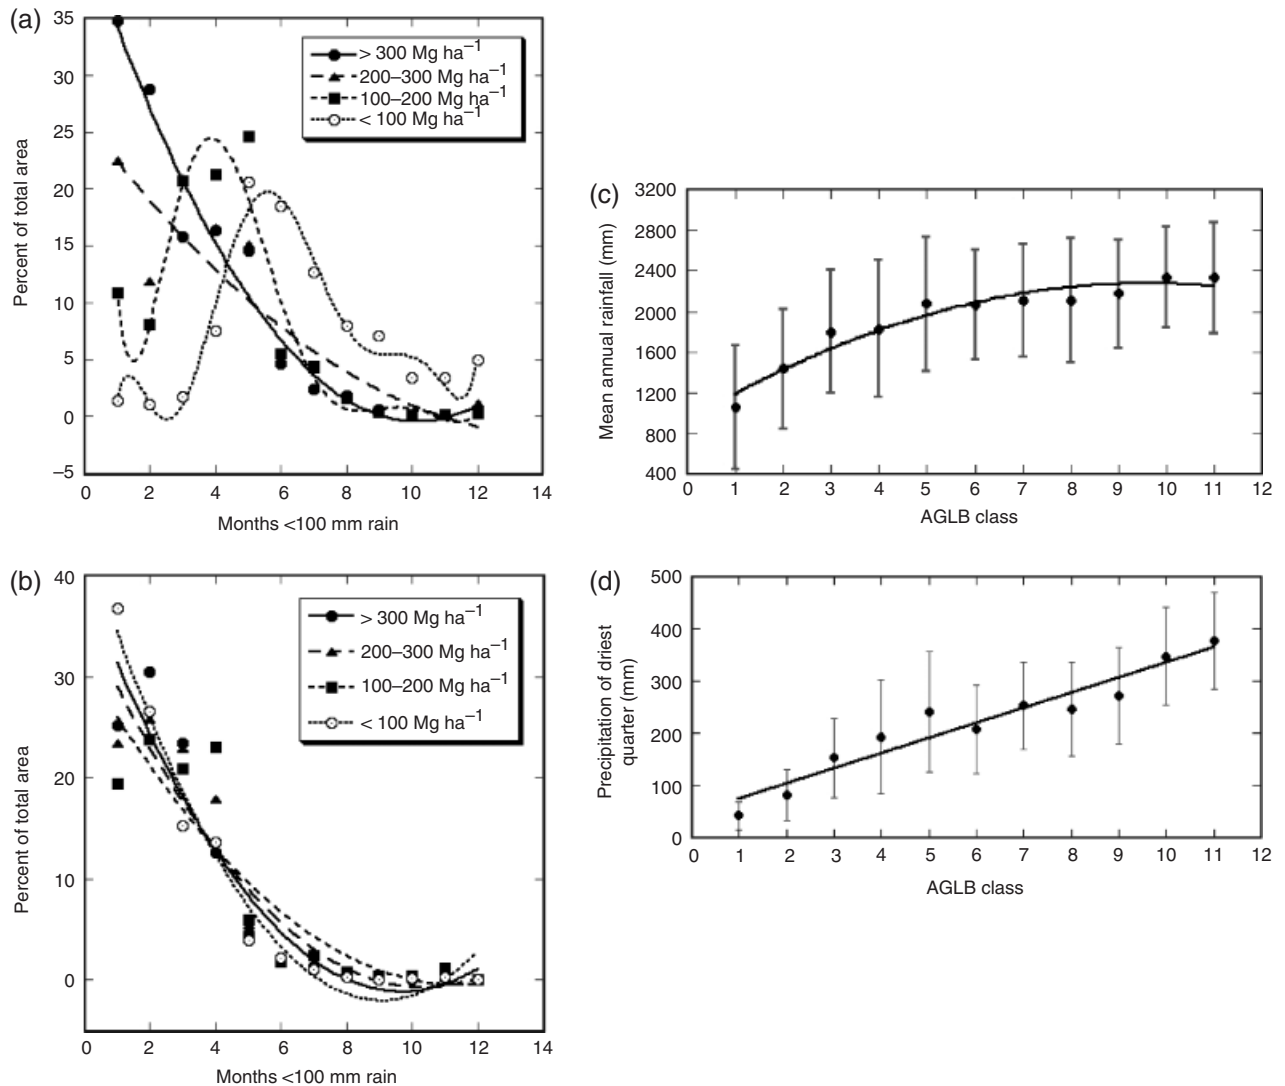 (a)
35
30
25
20
15
10
5
0
−5
Percent of total area
> 300 Mg ha−1
200–300 Mg ha−1
100–200 Mg ha−1
< 100 Mg ha−1
0 2 4 6 8 10 12 14
Months <100 mm rain
(b)
40
30
20
10
0
Percent of total area
> 300 Mg ha−1
200–300 Mg ha−1
100–200 Mg ha−1
< 100 Mg ha−1
0 2 4 6 8 10 12 14
Months <100 mm rain
(c)
3200
2800
2400
2000
1600
1200
800
400
Mean annual rainfall (mm)
0 1 2 3 4 5 6 7 8 9 10 11 12
AGLB class
(d)
500
400
300
200
100
0
Precipitation of driest
quarter (mm)
0 1 2 3 4 5 6 7 8 9 10 11 12
AGLB class